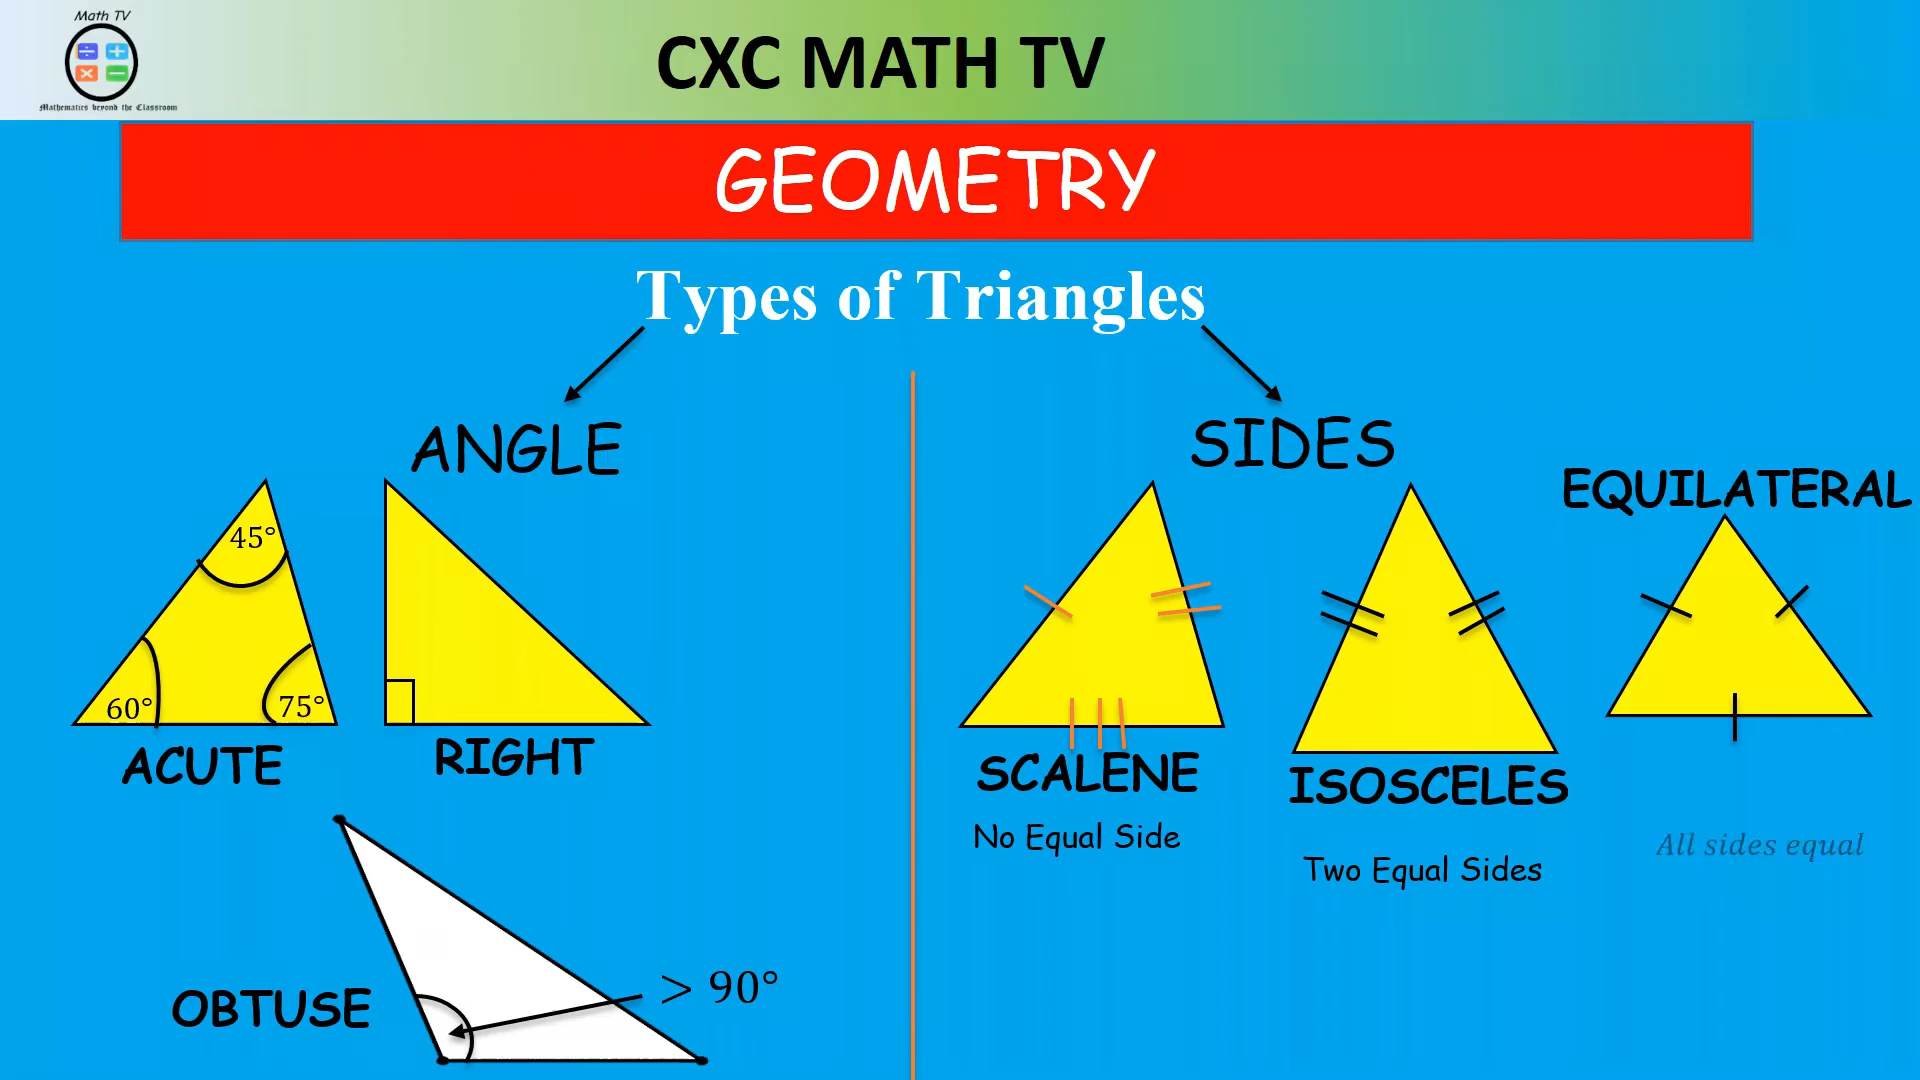 Math TV
Mathematics beyond the Classroom
CXC MATH TV
GEOMETRY
Types of Triangles
ANGLE
45°
60°
75°
ACUTE
RIGHT
OBTUSE
> 90°
SIDES
EQUILATERAL
SCALENE
No Equal Side
ISOSCELES
Two Equal Sides
All sides equal